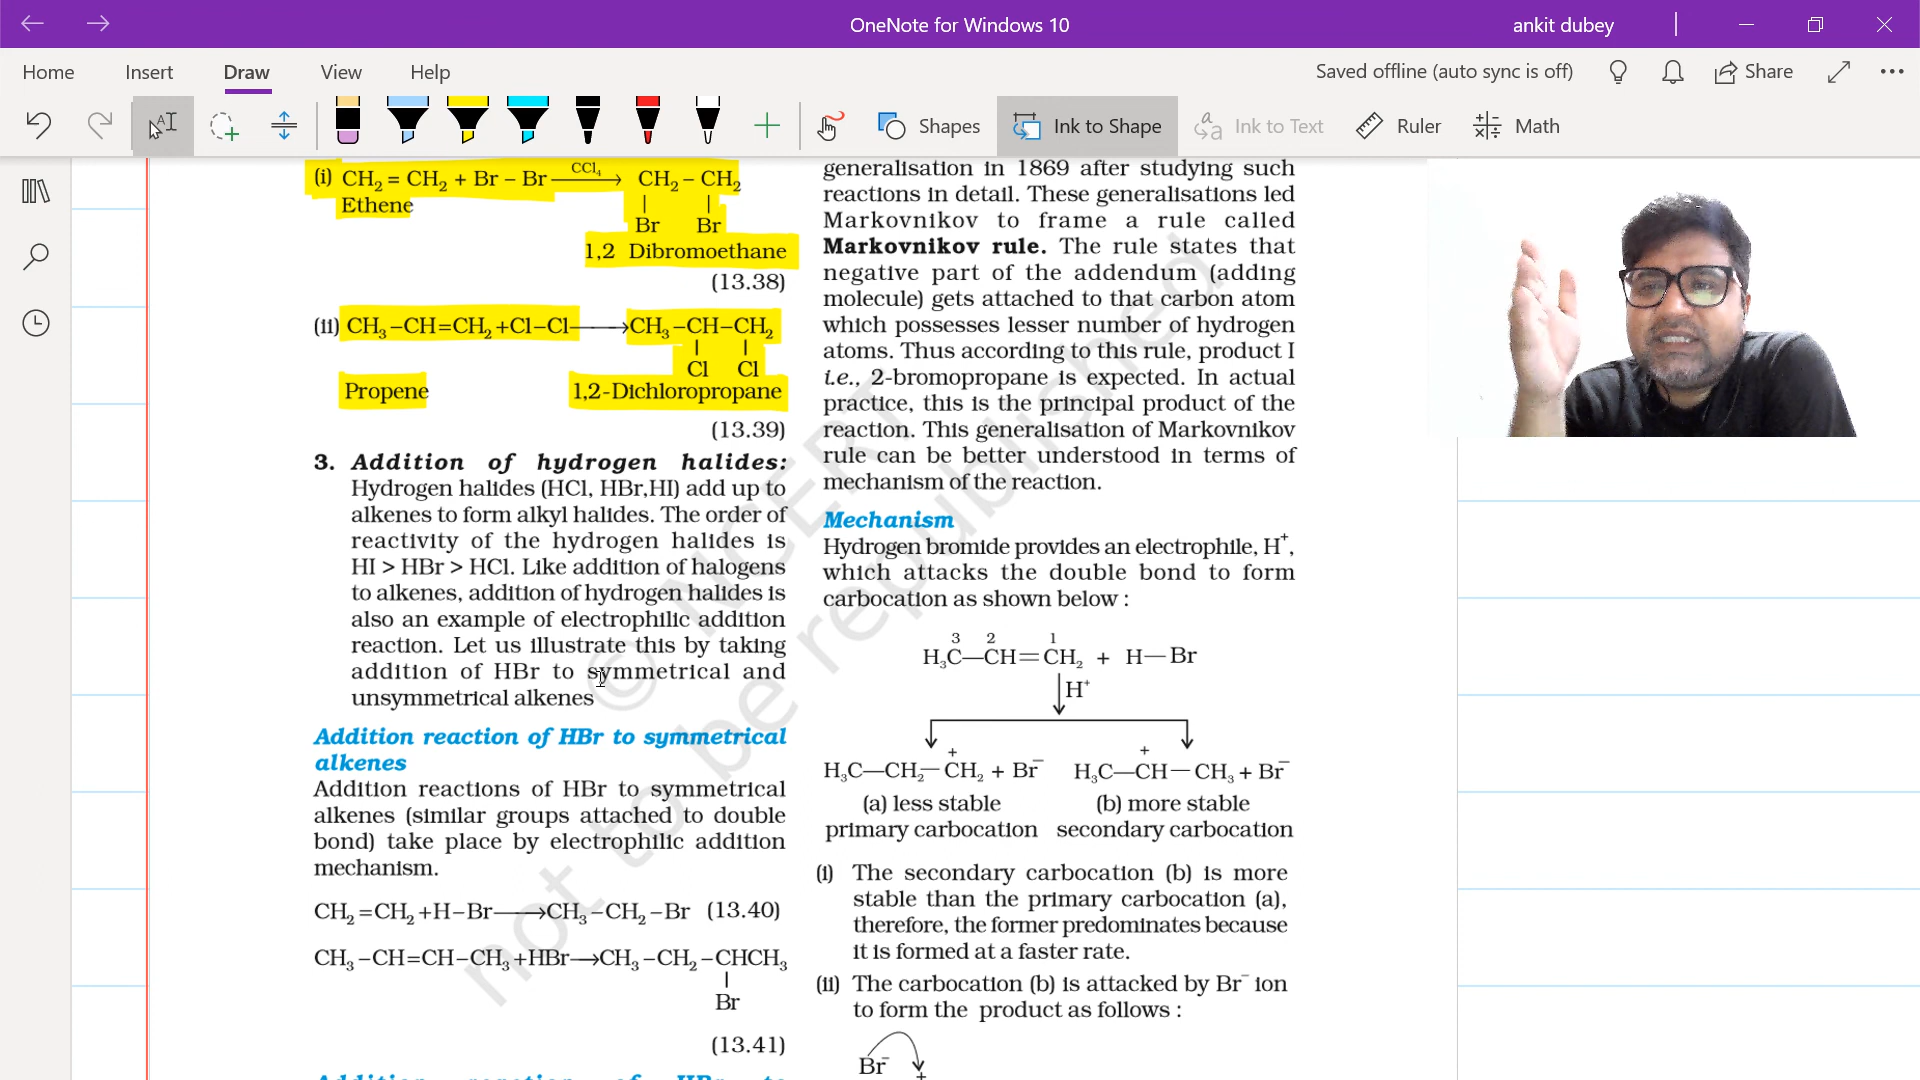 OneNote for Windows 10
ankit dubey
Home Insert Draw View Help
Saved offline (auto sync is off) Share
Shapes Ink to Shape Ink to Text Ruler Math
(i) CH₂ = CH₂ + Br – Br ⟶ CCl₄ CH₂ – CH₂
Ethene | |
Br Br
1,2 Dibromoethane
(13.38)
(ii) CH₃–CH=CH₂+Cl–Cl⟶CH₃–CH–CH₂
| |
Cl Cl
Propene 1,2-Dichloropropane
(13.39)
3. Addition of hydrogen halides:
Hydrogen halides (HCl, HBr,HI) add up to
alkenes to form alkyl halides. The order of
reactivity of the hydrogen halides is
HI > HBr > HCl. Like addition of halogens
to alkenes, addition of hydrogen halides is
also an example of electrophilic addition
reaction. Let us illustrate this by taking
addition of HBr to symmetrical and
unsymmetrical alkenes
Addition reaction of HBr to symmetrical
alkenes
Addition reactions of HBr to symmetrical
alkenes (similar groups attached to double
bond) take place by electrophilic addition
mechanism.
CH₂=CH₂+H–Br⟶CH₃–CH₂–Br (13.40)
CH₃–CH=CH–CH₃+HBr⟶CH₃–CH₂–CHCH₃
|
Br
(13.41)
Addition reaction of HBr to
generalisation in 1869 after studying such
reactions in detail. These generalisations led
Markovnikov to frame a rule called
Markovnikov rule. The rule states that
negative part of the addendum (adding
molecule) gets attached to that carbon atom
which possesses lesser number of hydrogen
atoms. Thus according to this rule, product I
i.e., 2-bromopropane is expected. In actual
practice, this is the principal product of the
reaction. This generalisation of Markovnikov
rule can be better understood in terms of
mechanism of the reaction.
Mechanism
Hydrogen bromide provides an electrophile, H⁺,
which attacks the double bond to form
carbocation as shown below :
3 2 1
H₃C—CH=CH₂ + H—Br
H⁺
+ +
H₃C—CH₂—CH₂ + Br⁻ H₃C—CH—CH₃ + Br⁻
(a) less stable (b) more stable
primary carbocation secondary carbocation
(i) The secondary carbocation (b) is more
stable than the primary carbocation (a),
therefore, the former predominates because
it is formed at a faster rate.
(ii) The carbocation (b) is attacked by Br⁻ ion
to form the product as follows :
Br⁻
+
© NCERT
not to be republished